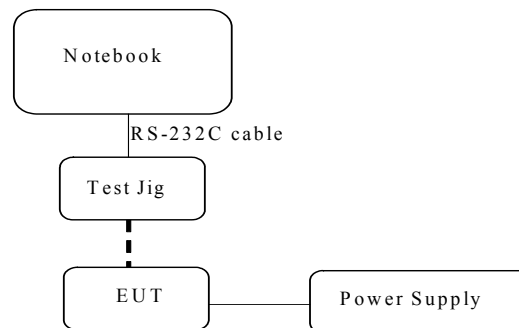 Notebook
RS-232C cable
Test Jig
EUT
Power Supply